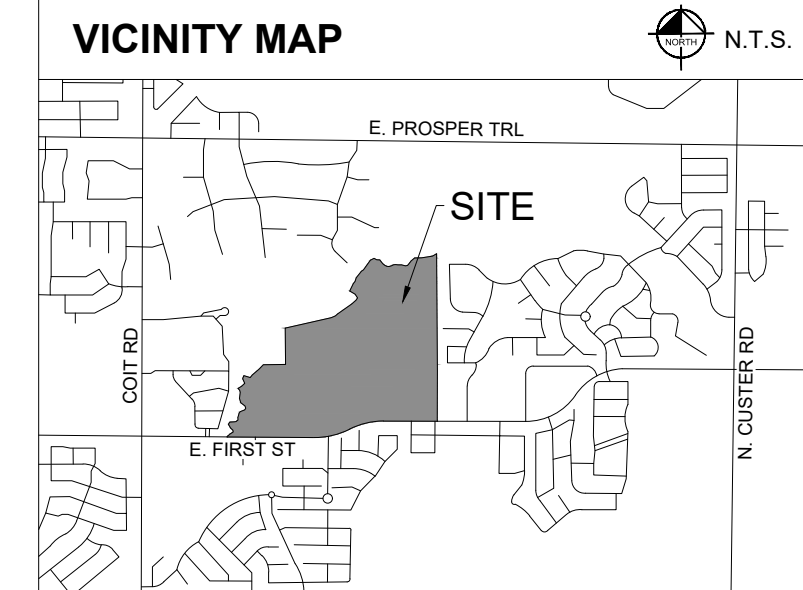 VICINITY MAP
NORTH
N.T.S.
E. PROSPER TRL
SITE
COIT RD
N. CUSTER RD
E. FIRST ST